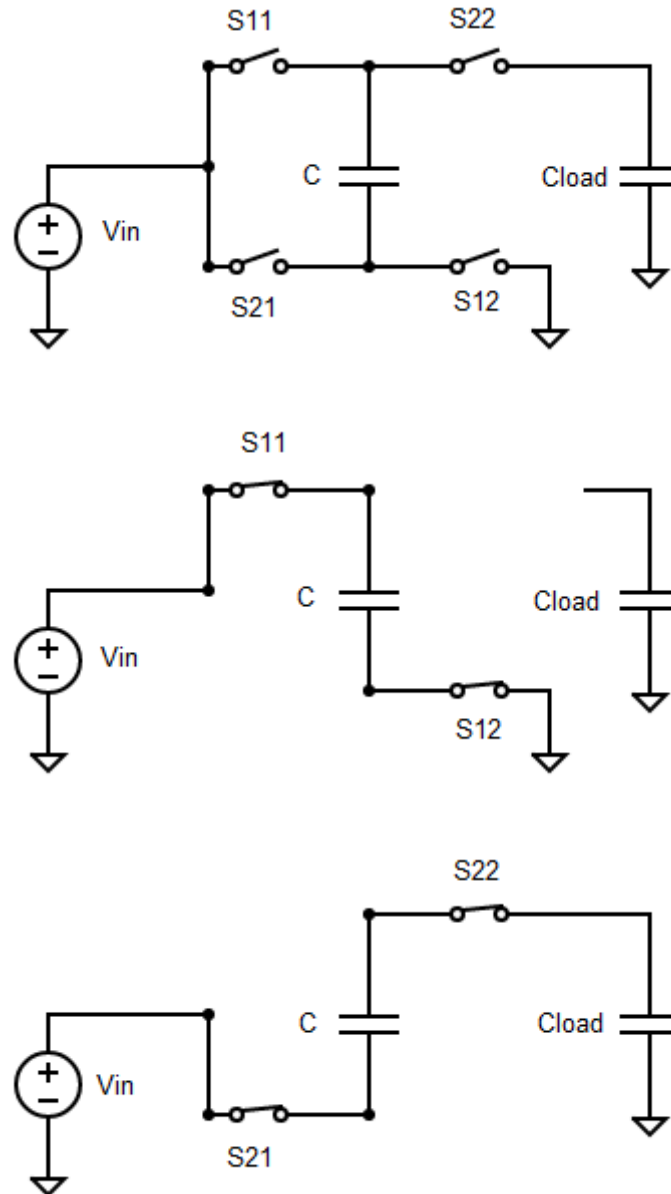 S11
S22
C
Cload
+
Vin
−
S21
S12
S11
C
Cload
+
Vin
−
S12
S22
C
Cload
+
Vin
−
S21